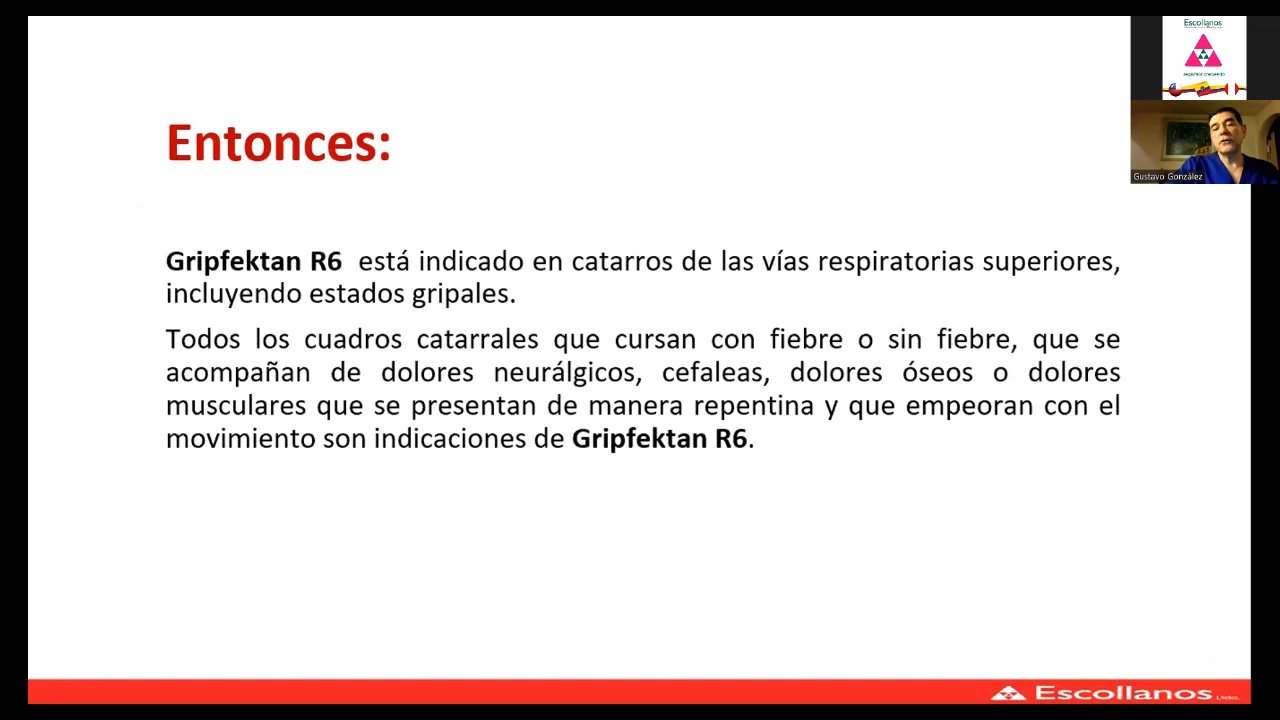 Entonces:
Gripfektan R6 está indicado en catarros de las vías respiratorias superiores,
incluyendo estados gripales.
Todos los cuadros catarrales que cursan con fiebre o sin fiebre, que se
acompañan de dolores neurálgicos, cefaleas, dolores óseos o dolores
musculares que se presentan de manera repentina y que empeoran con el
movimiento son indicaciones de Gripfektan R6.
Escollanos
Gustavo González
Escollanos Ltda.